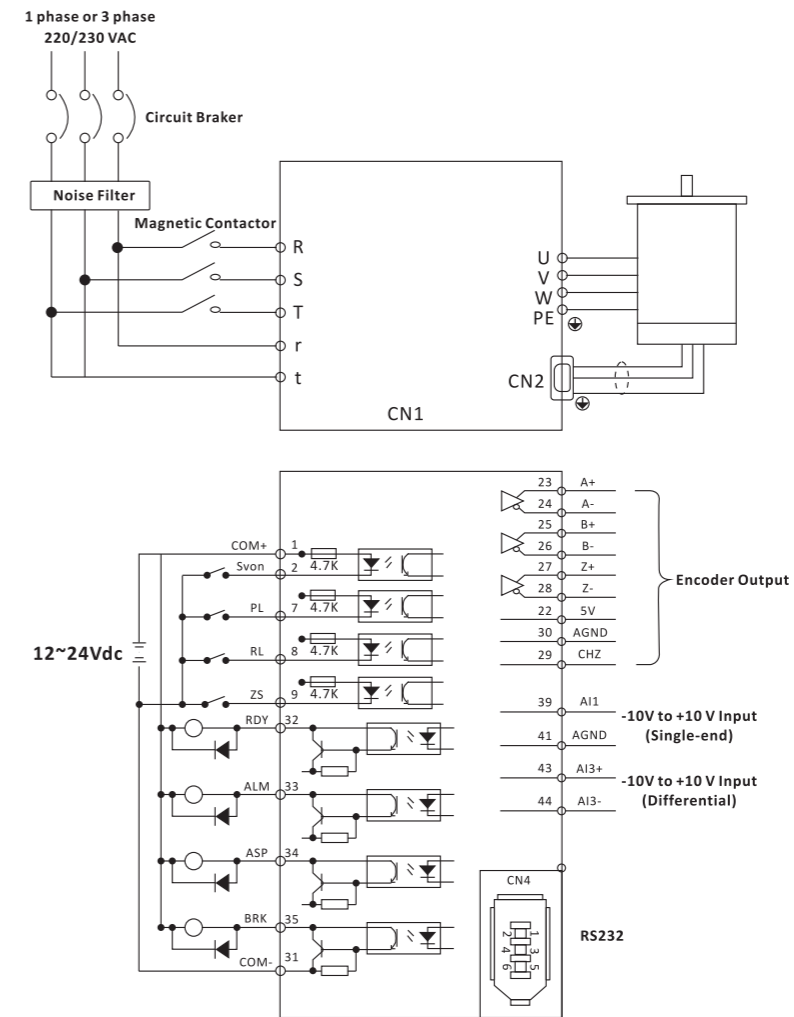 1 phase or 3 phase
220/230 VAC
Circuit Braker
Noise Filter
Magnetic Contactor
R
S
T
r
t
U
V
W
PE
CN2
CN1
COM+ 1
Svon 2 4.7K
PL 7 4.7K
RL 8 4.7K
ZS 9 4.7K
12~24Vdc
RDY 32
ALM 33
ASP 34
BRK 35
COM- 31
23 A+
24 A-
25 B+
26 B-
27 Z+
28 Z-
22 5V
30 AGND
29 CHZ
Encoder Output
39 AI1
41 AGND
-10V to +10 V Input
(Single-end)
43 AI3+
44 AI3-
-10V to +10 V Input
(Differential)
CN4
2 1
4 3
6 5
RS232